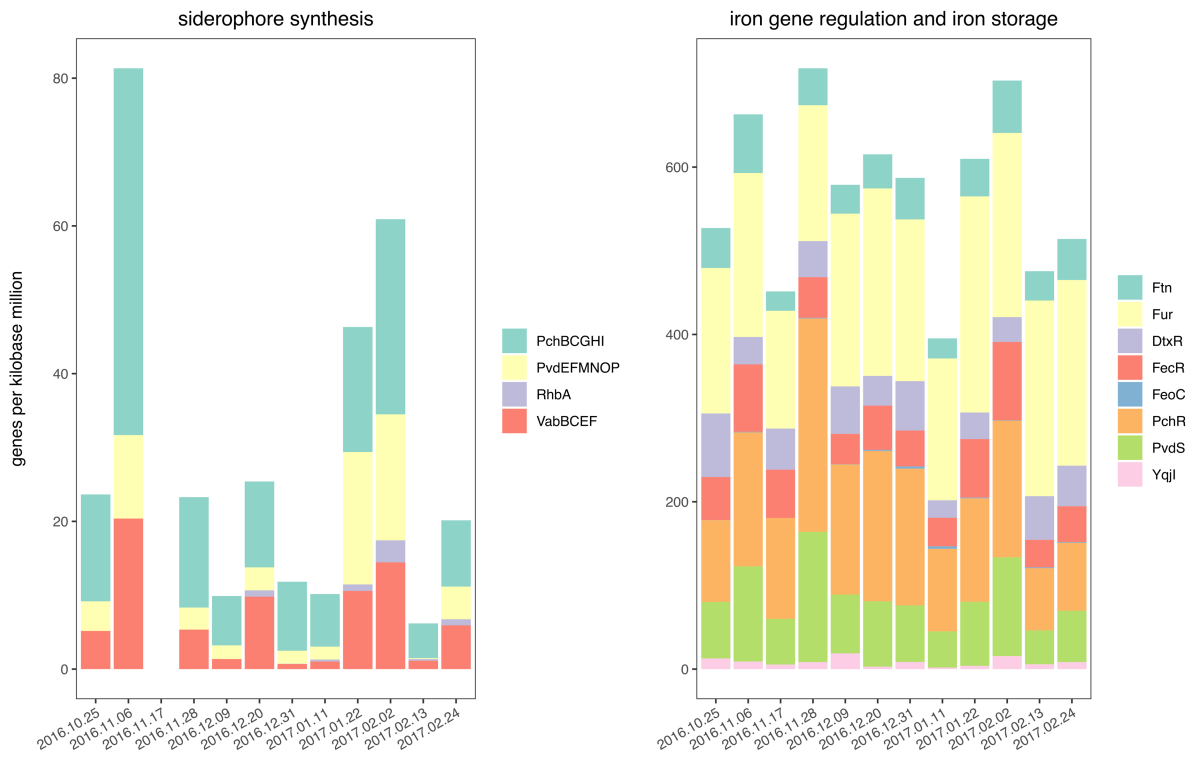 siderophore synthesis
genes per kilobase million
80
60
40
20
0
2016.10.25
2016.11.06
2016.11.17
2016.11.28
2016.12.09
2016.12.20
2016.12.31
2017.01.11
2017.01.22
2017.02.02
2017.02.13
2017.02.24
PchBCGHI
PvdEFMNOP
RhbA
VabBCEF
iron gene regulation and iron storage
600
400
200
0
2016.10.25
2016.11.06
2016.11.17
2016.11.28
2016.12.09
2016.12.20
2016.12.31
2017.01.11
2017.01.22
2017.02.02
2017.02.13
2017.02.24
Ftn
Fur
DtxR
FecR
FeoC
PchR
PvdS
YqjI